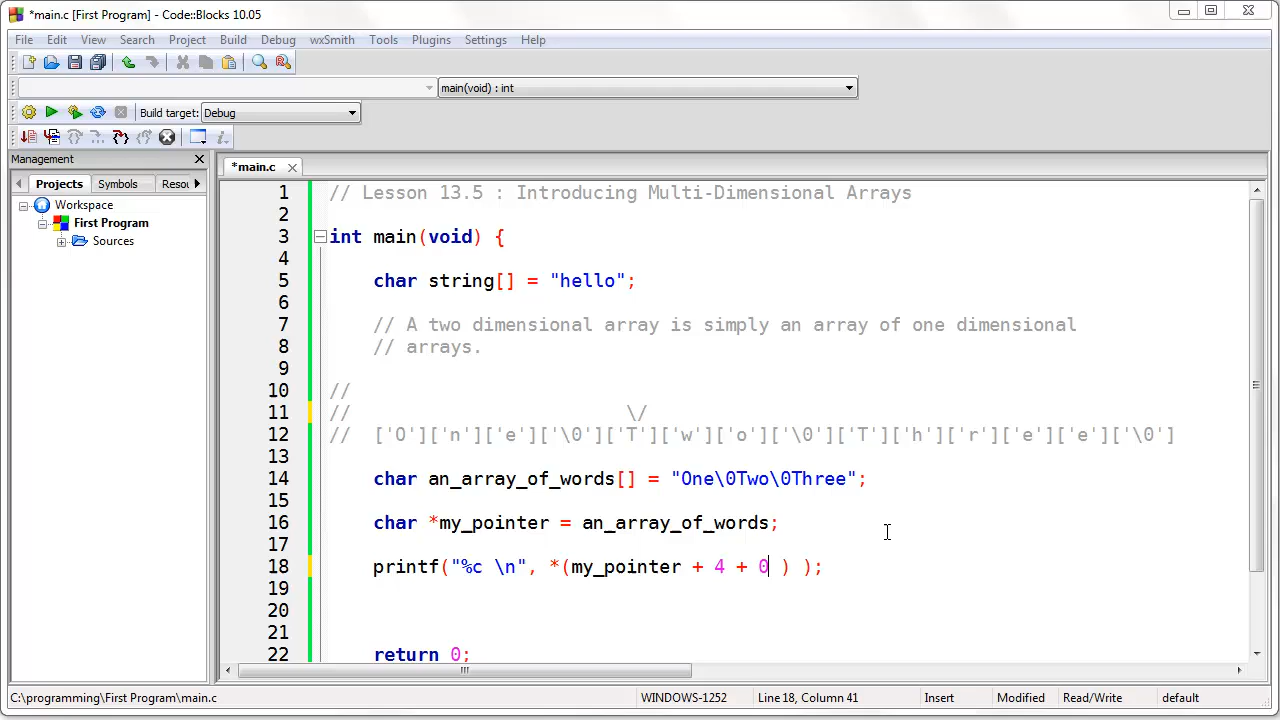 *main.c [First Program] - Code::Blocks 10.05
File Edit View Search Project Build Debug wxSmith Tools Plugins Settings Help
main(void) : int
Build target: Debug
Management
*main.c
Projects Symbols Resou
Workspace
First Program
Sources
1 // Lesson 13.5 : Introducing Multi-Dimensional Arrays
2
3 int main(void) {
4
5 char string[] = "hello";
6
7 // A two dimensional array is simply an array of one dimensional
8 // arrays.
9
10 //
11 // \/
12 // ['O']['n']['e']['\0']['T']['w']['o']['\0']['T']['h']['r']['e']['e']['\0']
13
14 char an_array_of_words[] = "One\0Two\0Three";
15
16 char *my_pointer = an_array_of_words;
17
18 printf("%c \n", *(my_pointer + 4 + 0 ) );
19
20
21
22 return 0;
C:\programming\First Program\main.c WINDOWS-1252 Line 18, Column 41 Insert Modified Read/Write default